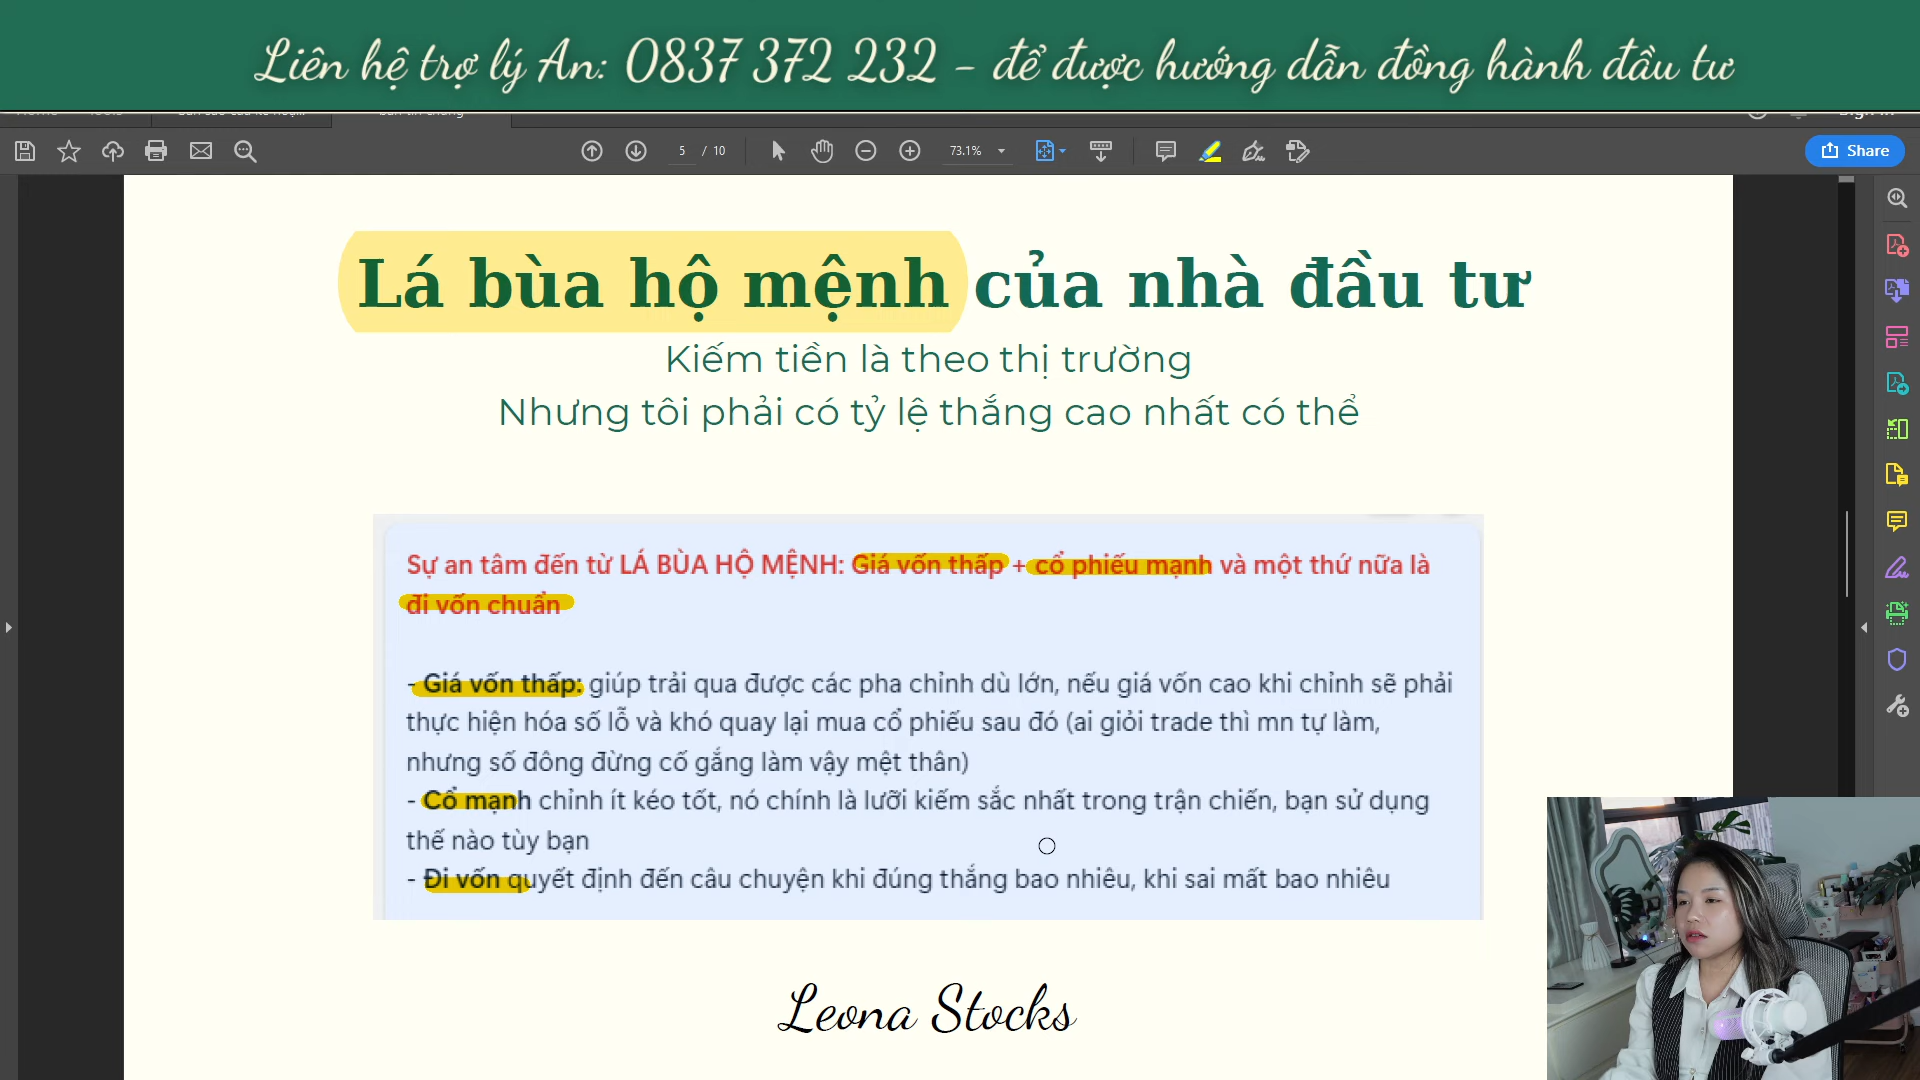 Liên hệ trợ lý An: 0837 372 232 - để được hướng dẫn đồng hành đầu tư
5 / 10
73.1%
Share
Lá bùa hộ mệnh của nhà đầu tư
Kiếm tiền là theo thị trường
Nhưng tôi phải có tỷ lệ thắng cao nhất có thể
Sự an tâm đến từ LÁ BÙA HỘ MỆNH: Giá vốn thấp + cổ phiếu mạnh và một thứ nữa là
đi vốn chuẩn
- Giá vốn thấp: giúp trải qua được các pha chỉnh dù lớn, nếu giá vốn cao khi chỉnh sẽ phải
thực hiện hóa số lỗ và khó quay lại mua cổ phiếu sau đó (ai giỏi trade thì mn tự làm,
nhưng số đông đừng cố gắng làm vậy mệt thân)
- Cổ mạnh chỉnh ít kéo tốt, nó chính là lưỡi kiếm sắc nhất trong trận chiến, bạn sử dụng
thế nào tùy bạn
- Đi vốn quyết định đến câu chuyện khi đúng thắng bao nhiêu, khi sai mất bao nhiêu
Leona Stocks